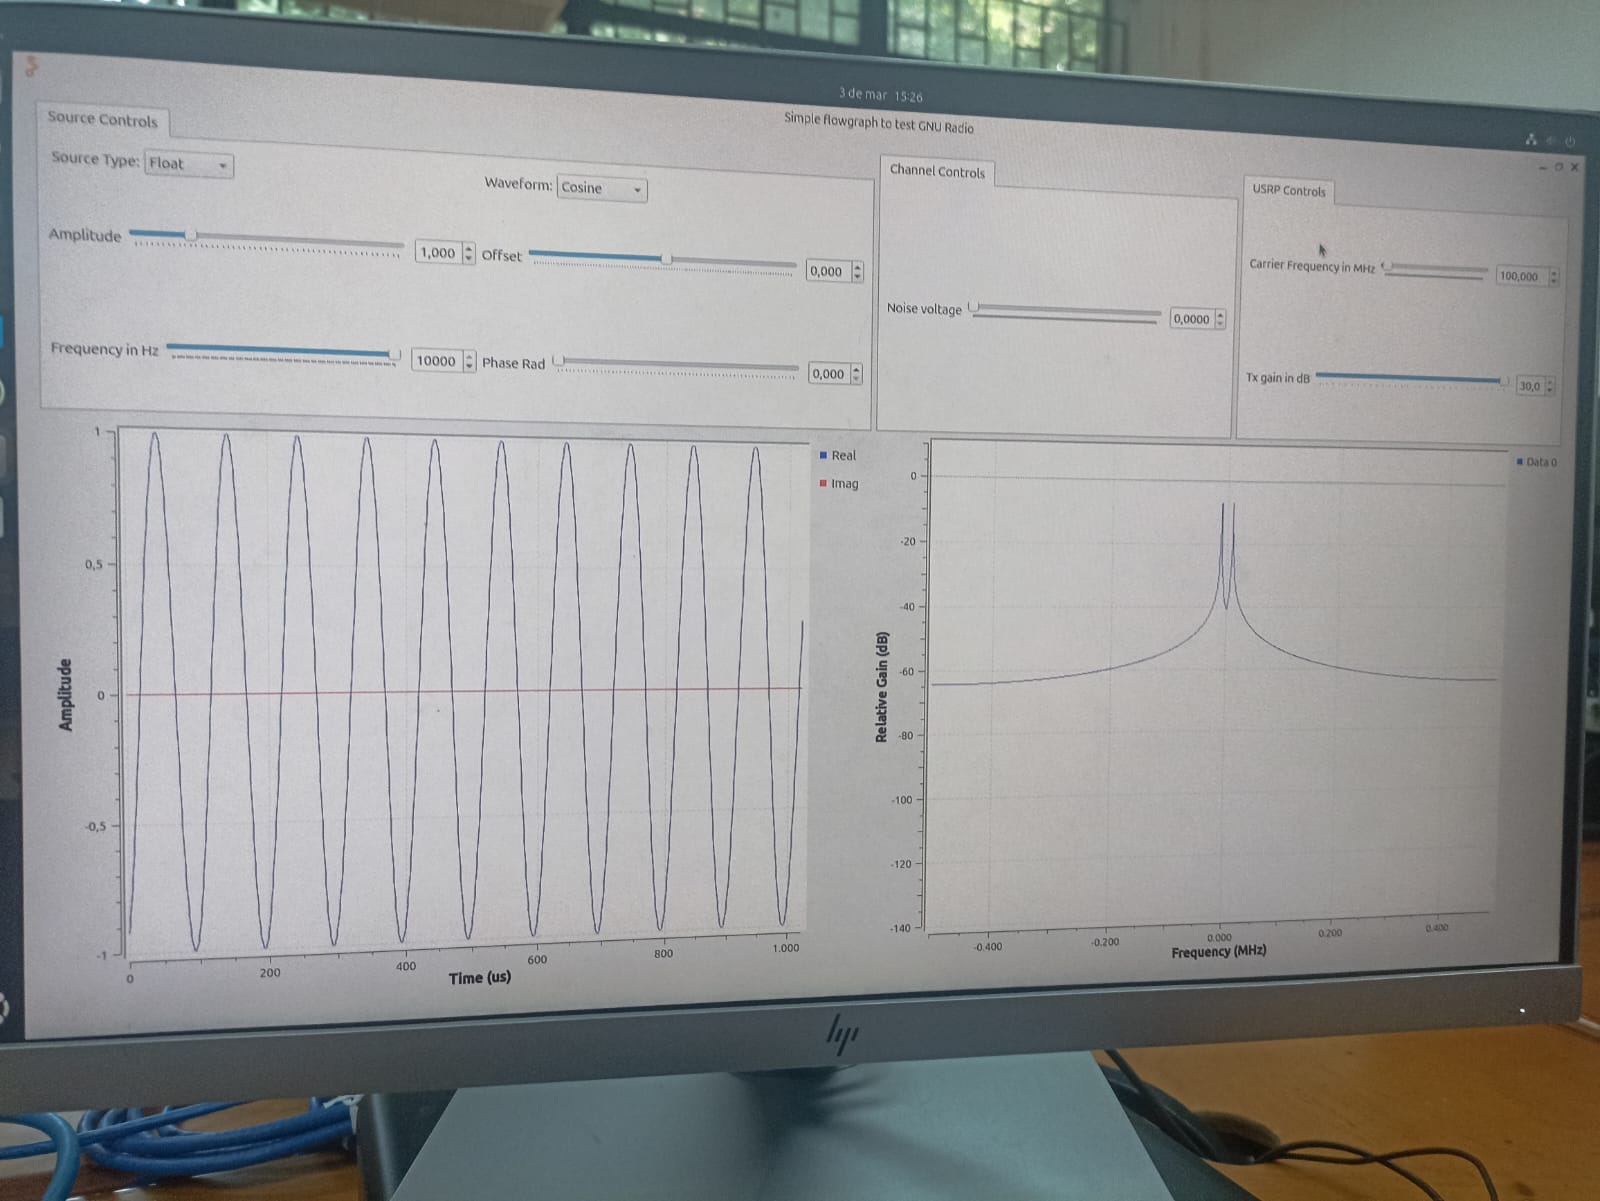 3 de mar 15:26
Simple flowgraph to test GNU Radio
Source Controls
Source Type: Float
Waveform: Cosine
Amplitude 1,000 Offset 0,000
Frequency in Hz 10000 Phase Rad 0,000
Channel Controls
Noise voltage 0,0000
USRP Controls
Carrier Frequency in MHz 100,000
Tx gain in dB 30,0
1
0,5
0
-0,5
-1
Amplitude
0 200 400 600 800 1.000
Time (us)
Real
Imag
0
-20
-40
-60
-80
-100
-120
-140
Relative Gain (dB)
-0.400 -0.200 0.000 0.200 0.400
Frequency (MHz)
Data 0
hp